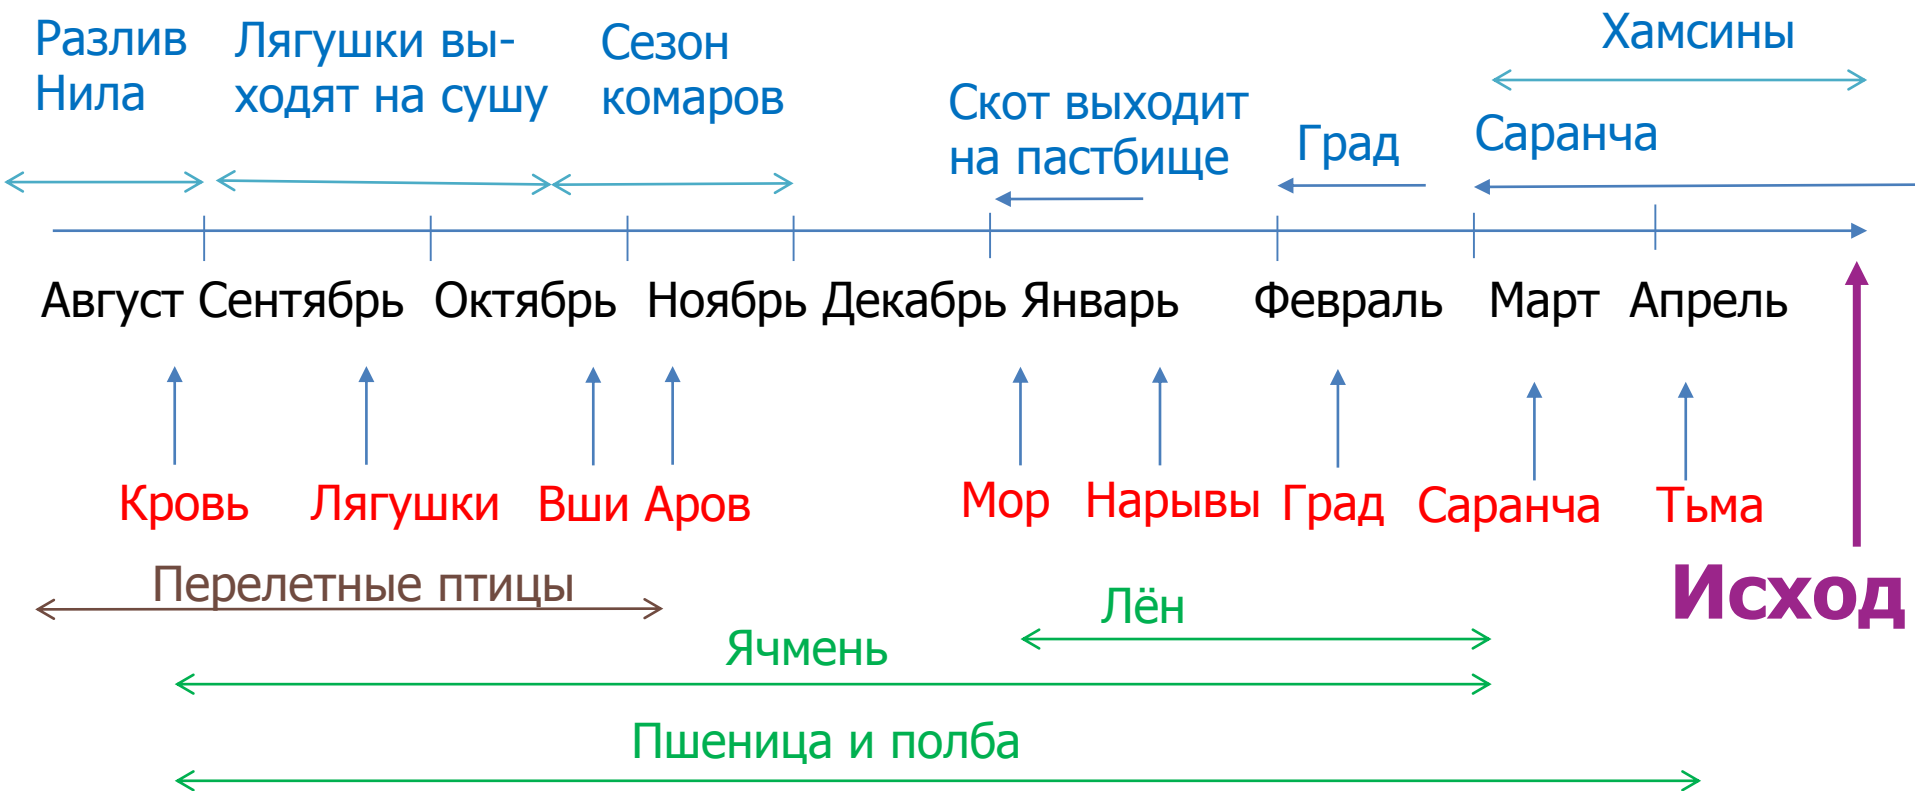 Разлив
Нила
Лягушки вы-
ходят на сушу
Сезон
комаров
Скот выходит
на пастбище
Град
Хамсины
Саранча
Август Сентябрь Октябрь Ноябрь Декабрь Январь Февраль Март Апрель
Кровь Лягушки Вши Аров Мор Нарывы Град Саранча Тьма
Исход
Перелетные птицы
Лён
Ячмень
Пшеница и полба